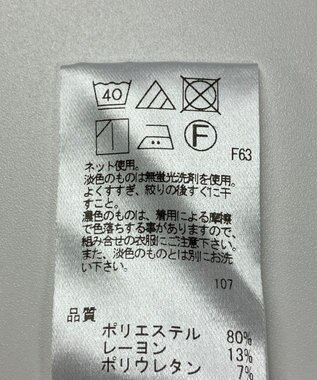 40
F
F63
ネット使用。
淡色のものは無蛍光洗剤を使用。
よくすすぎ、絞りの後すぐに干
すこと。
濃色のものは、着用による摩擦
で色落ちする事がありますので、
組み合せの衣服にご注意下さい。
また、淡色のものとは別にお洗
い下さい。
107
品質
ポリエステル 80%
レーヨン 13%
ポリウレタン 7%